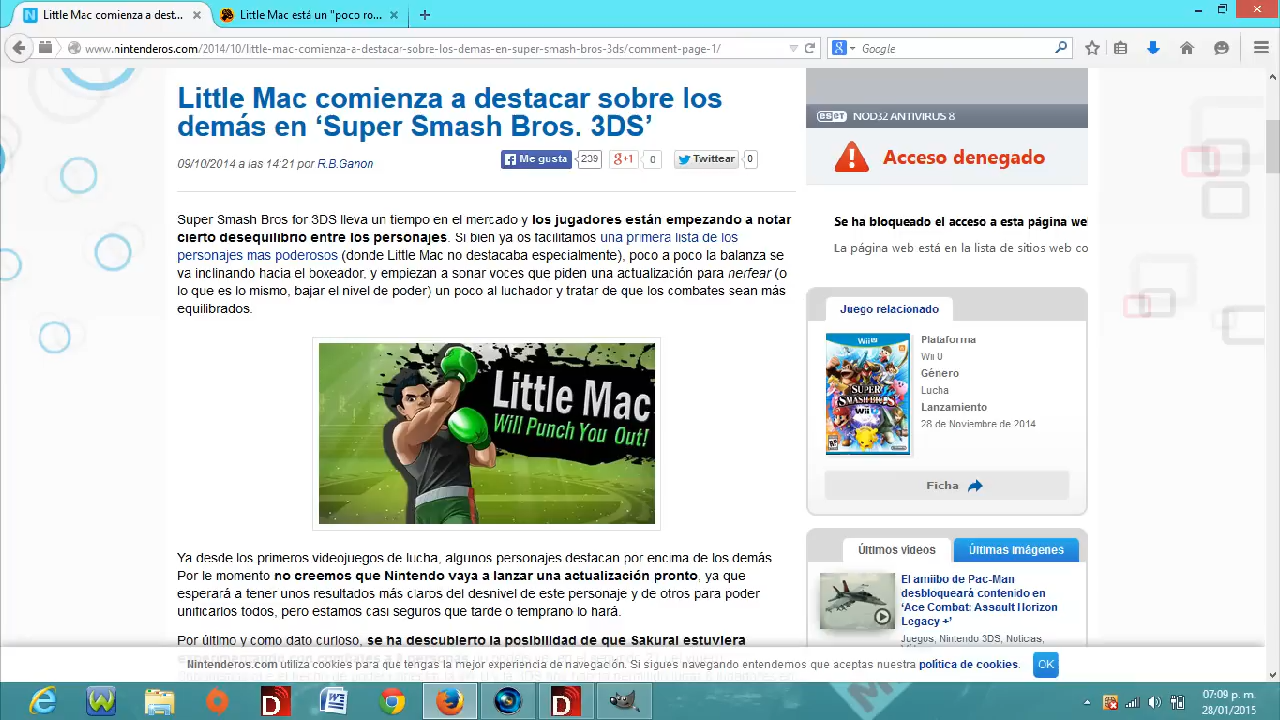 Little Mac comienza a dest...
Little Mac está un "poco ro...
www.nintenderos.com/2014/10/little-mac-comienza-a-destacar-sobre-los-demas-en-super-smash-bros-3ds/comment-page-1/
Google
Little Mac comienza a destacar sobre los
demás en ‘Super Smash Bros. 3DS’
09/10/2014 a las 14:21 por R.B.Ganon
Me gusta 239 +1 0 Twittear 0
Super Smash Bros for 3DS lleva un tiempo en el mercado y los jugadores están empezando a notar
cierto desequilibrio entre los personajes. Si bien ya os facilitamos una primera lista de los
personajes mas poderosos (donde Little Mac no destacaba especialmente), poco a poco la balanza se
va inclinando hacia el boxeador, y empiezan a sonar voces que piden una actualización para nerfear (o
lo que es lo mismo, bajar el nivel de poder) un poco al luchador y tratar de que los combates sean más
equilibrados.
Little Mac
Will Punch You Out!
Ya desde los primeros videojuegos de lucha, algunos personajes destacan por encima de los demás
Por le momento no creemos que Nintendo vaya a lanzar una actualización pronto, ya que
esperará a tener unos resultados más claros del desnivel de este personaje y de otros para poder
unificarlos todos, pero estamos casi seguros que tarde o temprano lo hará.
Por último y como dato curioso, se ha descubierto la posibilidad de que Sakurai estuviera
eset NOD32 ANTIVIRUS 8
Acceso denegado
Se ha bloqueado el acceso a esta página we
La página web está en la lista de sitios web co
Juego relacionado
Wii U
SUPER
SMASH BROS
Wii U
Plataforma
Wii U
Género
Lucha
Lanzamiento
28 de Noviembre de 2014
Ficha
Últimos vídeos
Últimas imágenes
El amiibo de Pac-Man
desbloqueará contenido en
‘Ace Combat: Assault Horizon
Legacy +’
Juegos, Nintendo 3DS, Noticias,
Nintenderos.com utiliza cookies para que tengas la mejor experiencia de navegación. Si sigues navegando entendemos que aceptas nuestra política de cookies. OK
07:09 p. m.
28/01/2015